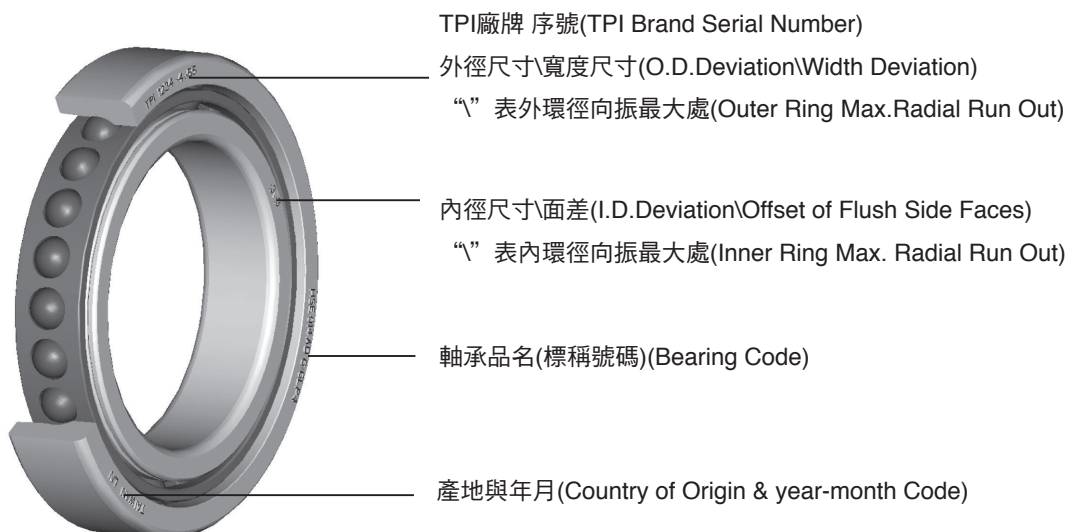 TPI廠牌 序號(TPI Brand Serial Number)
外徑尺寸\寬度尺寸(O.D.Deviation\Width Deviation)
“\”表外環徑向振最大處(Outer Ring Max.Radial Run Out)
內徑尺寸\面差(I.D.Deviation\Offset of Flush Side Faces)
“\”表內環徑向振最大處(Inner Ring Max. Radial Run Out)
軸承品名(標稱號碼)(Bearing Code)
產地與年月(Country of Origin & year-month Code)
TAIWAN